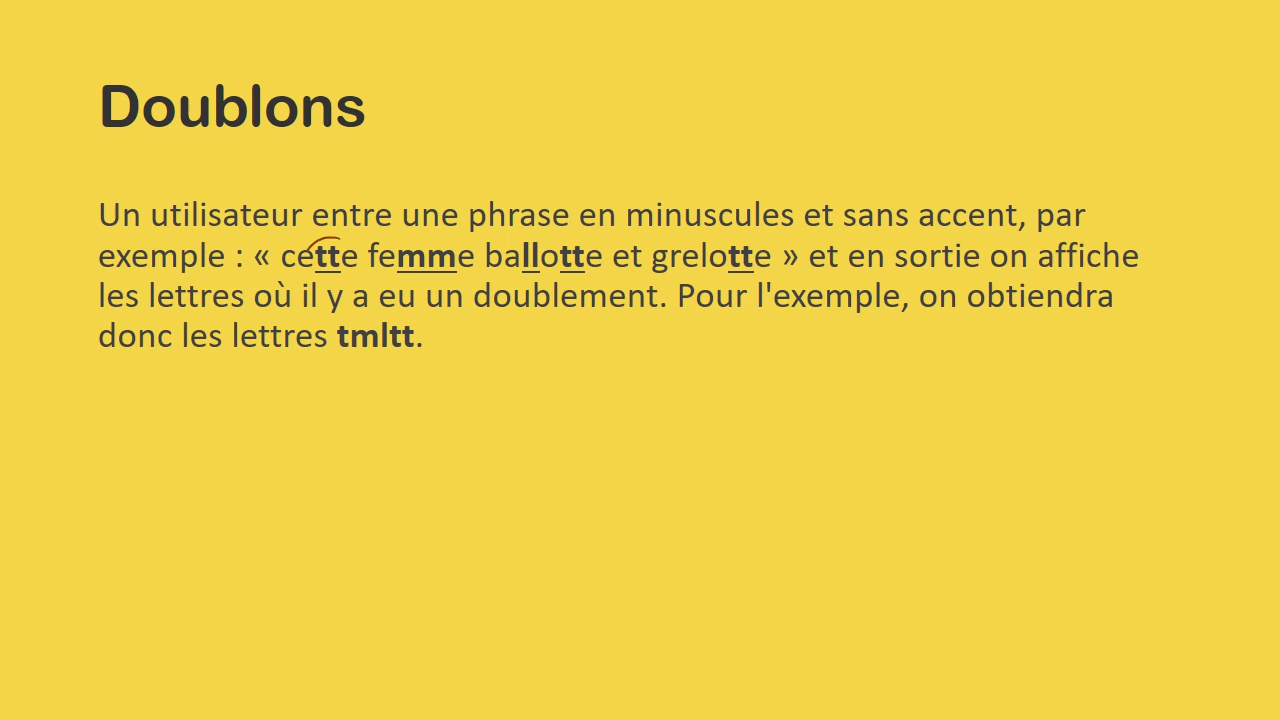 Doublons
Un utilisateur entre une phrase en minuscules et sans accent, par
exemple : « cette femme ballotte et grelotte » et en sortie on affiche
les lettres où il y a eu un doublement. Pour l'exemple, on obtiendra
donc les lettres tmltt.